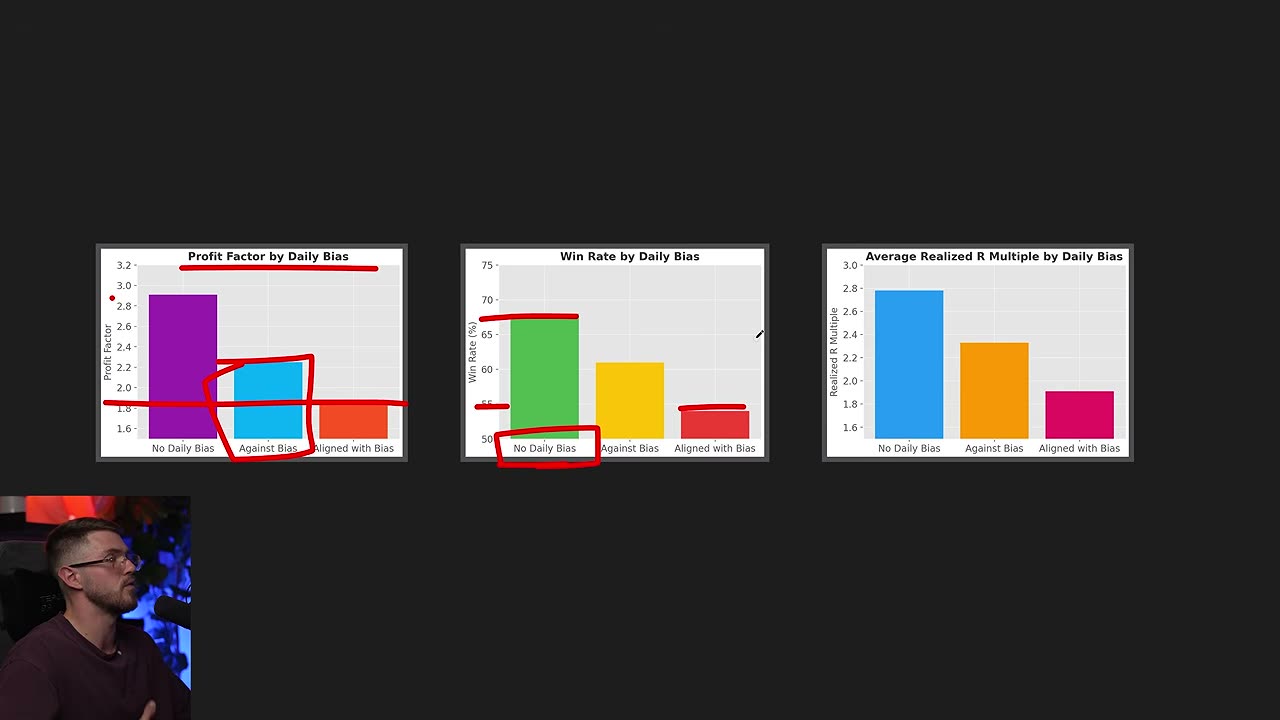 Profit Factor by Daily Bias
3.2
3.0
2.8
2.6
2.4
2.2
2.0
1.8
1.6
Profit Factor
No Daily Bias
Against Bias
Aligned with Bias
Win Rate by Daily Bias
75
70
65
60
55
50
Win Rate (%)
No Daily Bias
Against Bias
Aligned with Bias
Average Realized R Multiple by Daily Bias
3.0
2.8
2.6
2.4
2.2
2.0
1.8
1.6
Realized R Multiple
No Daily Bias
Against Bias
Aligned with Bias